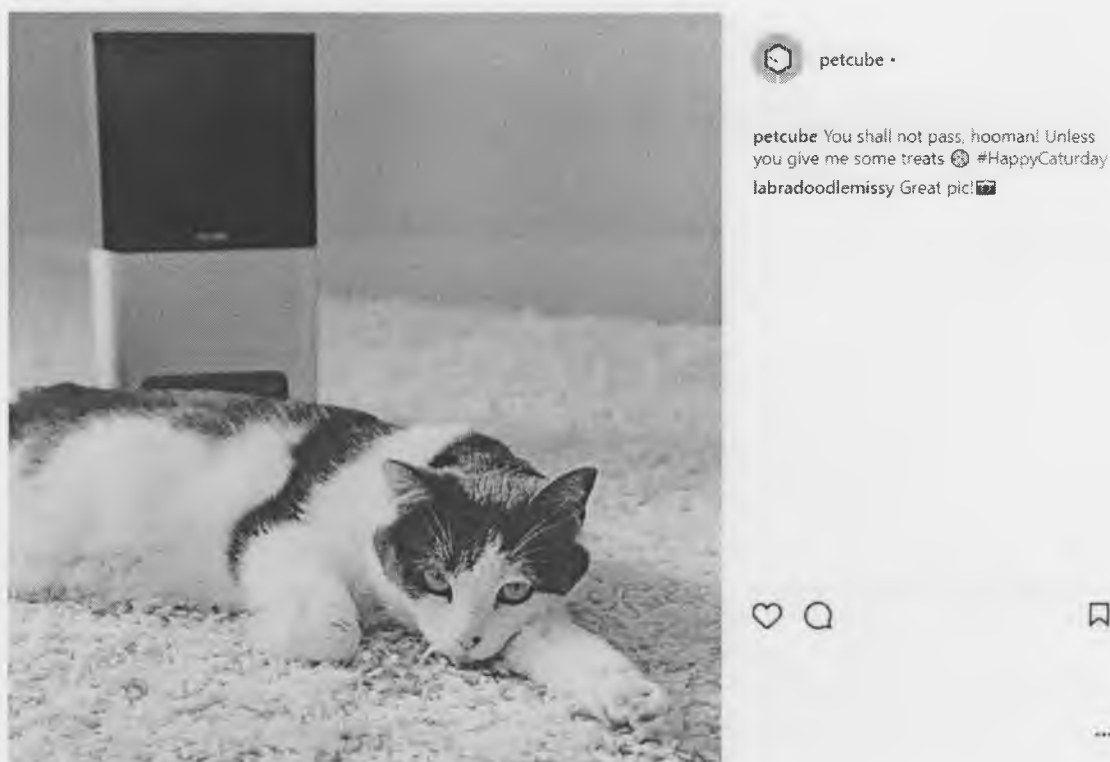 petcube •
petcube You shall not pass, hooman! Unless
you give me some treats 🍪 #HappyCaturday
labradoodlemissy Great pic!📷